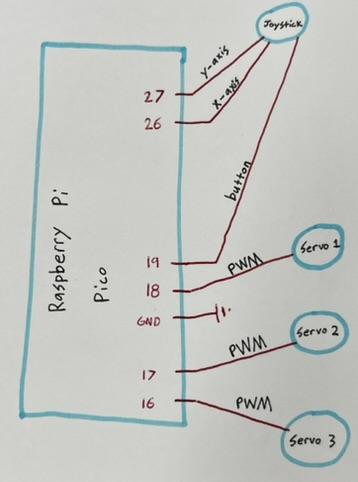 Joystick
y-axis
x-axis
27
26
button
Raspberry Pi
Pico
19
18
PWM
Servo 1
GND
17
PWM
Servo 2
16
PWM
Servo 3